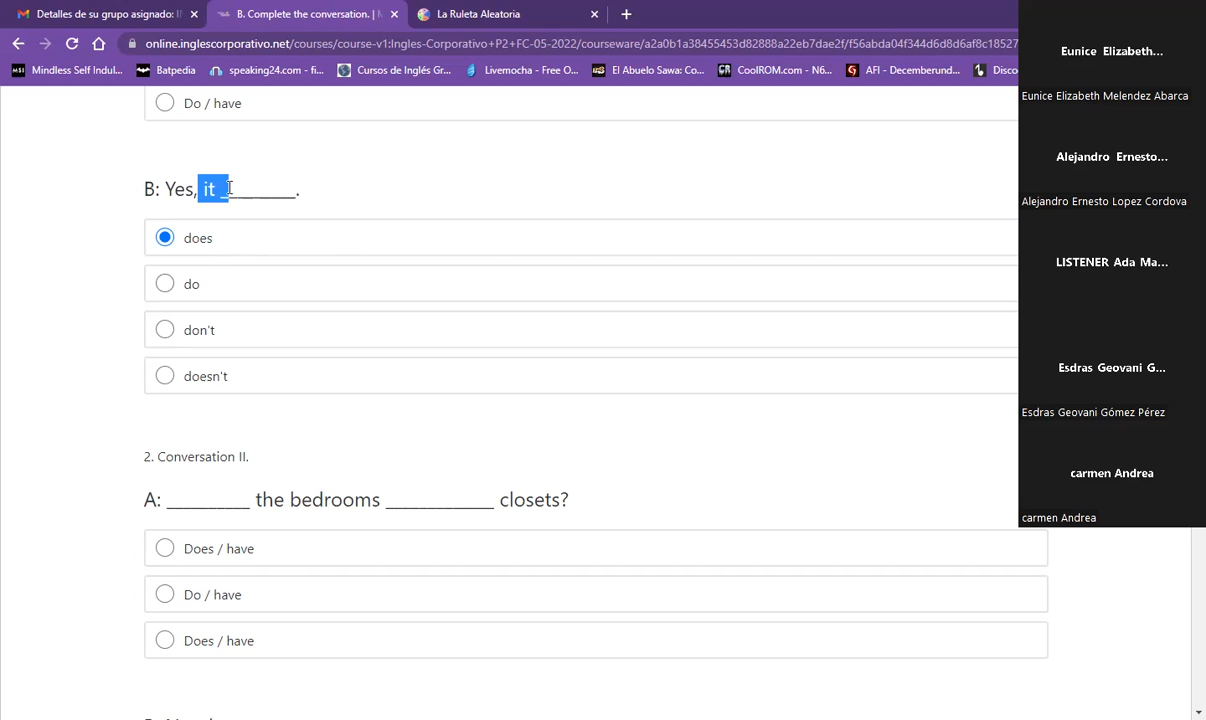 Detalles de su grupo asignado: I
B. Complete the conversation. |
La Ruleta Aleatoria
online.inglescorporativo.net/courses/course-v1:Ingles-Corporativo+P2+FC-05-2022/courseware/a2a0b1a38455453d82888a22eb7dae2f/f56abda04f344d6d8d6af8c18527
MSI Mindless Self Indul... Batpedia speaking24.com - fi... Cursos de Inglés Gr... Livemocha - Free O... El Abuelo Sawa: Co... CoolROM.com - N6... AFI - Decemberund... Disco
Do / have
B: Yes, it ________.
does
do
don't
doesn't
2. Conversation II.
A: _________ the bedrooms ____________ closets?
Does / have
Do / have
Does / have
Eunice Elizabeth...
Eunice Elizabeth Melendez Abarca
Alejandro Ernesto...
Alejandro Ernesto Lopez Cordova
LISTENER Ada Ma...
Esdras Geovani G...
Esdras Geovani Gómez Pérez
carmen Andrea
carmen Andrea